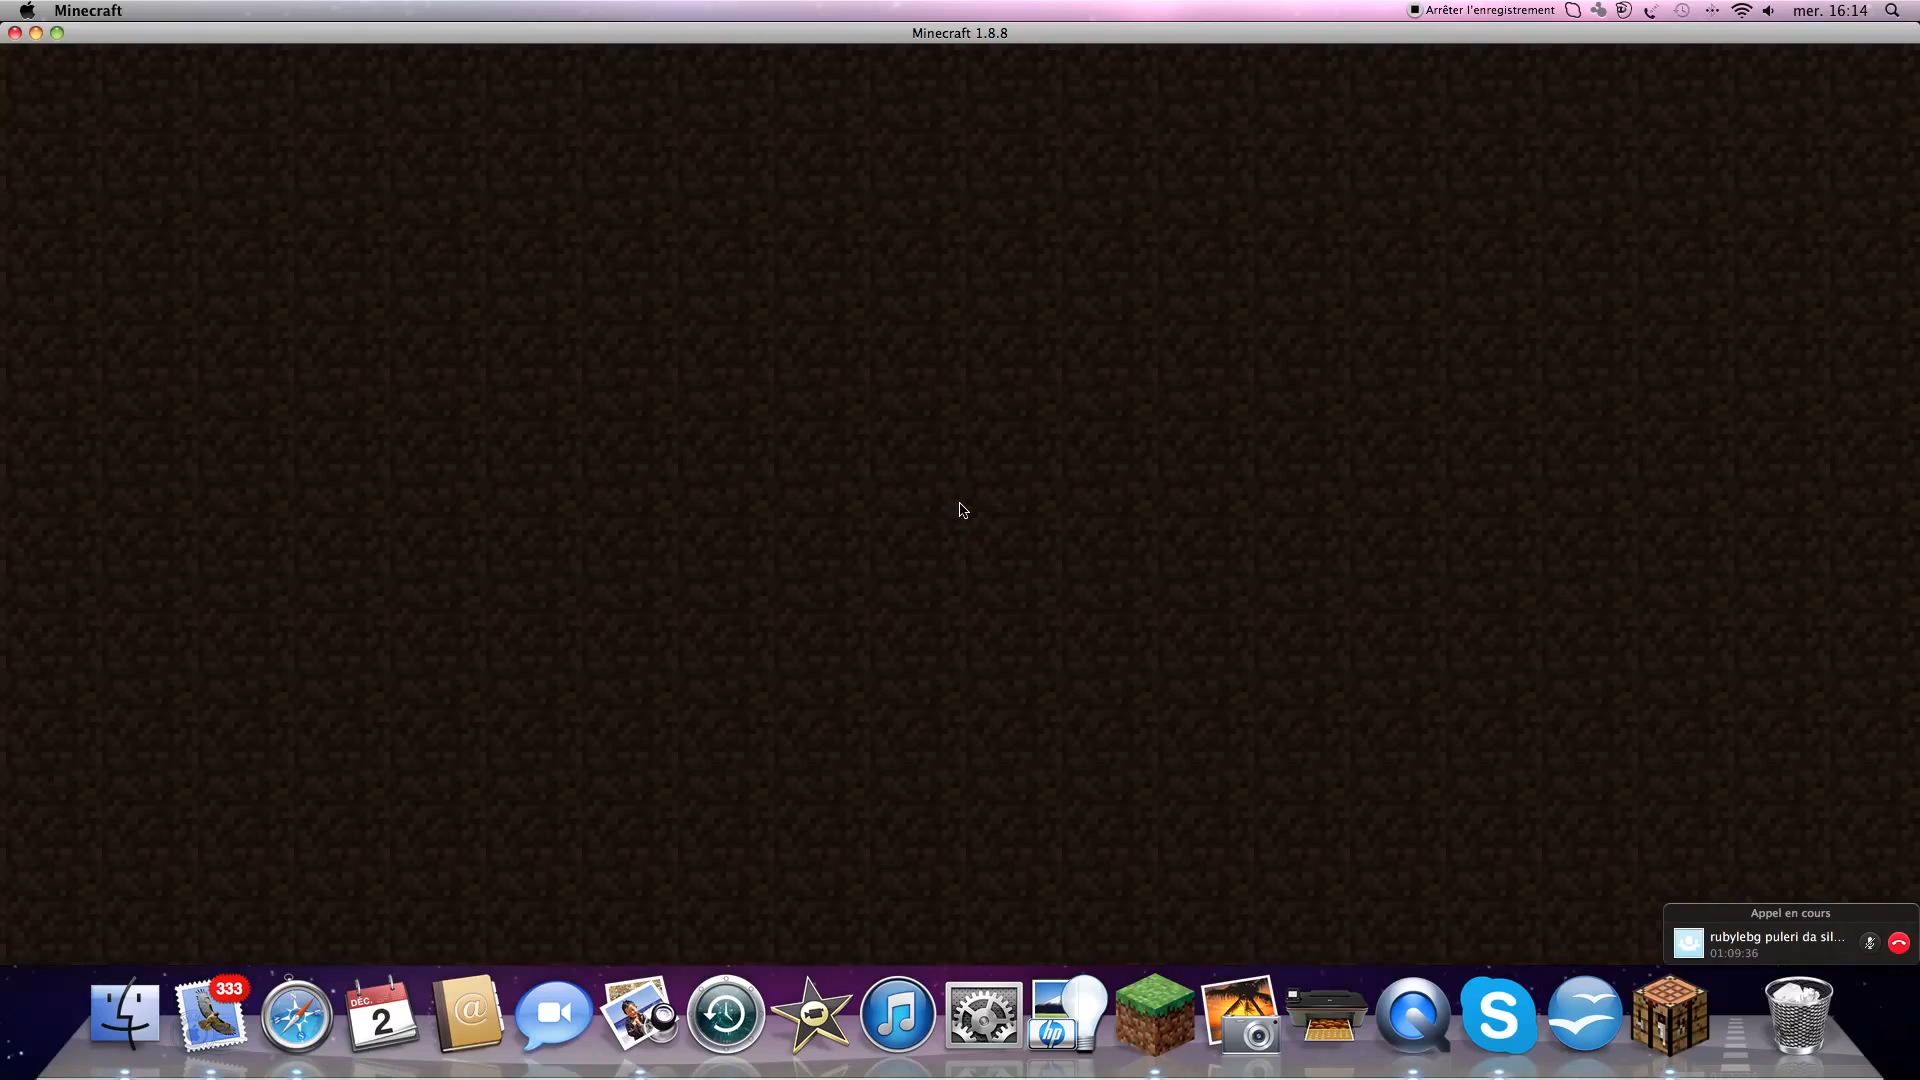 Minecraft
Arrêter l'enregistrement
mer. 16:14
Minecraft 1.8.8
Appel en cours
rubylebg puleri da sil...
01:09:36
333
DÉC.
2
@
hp
S